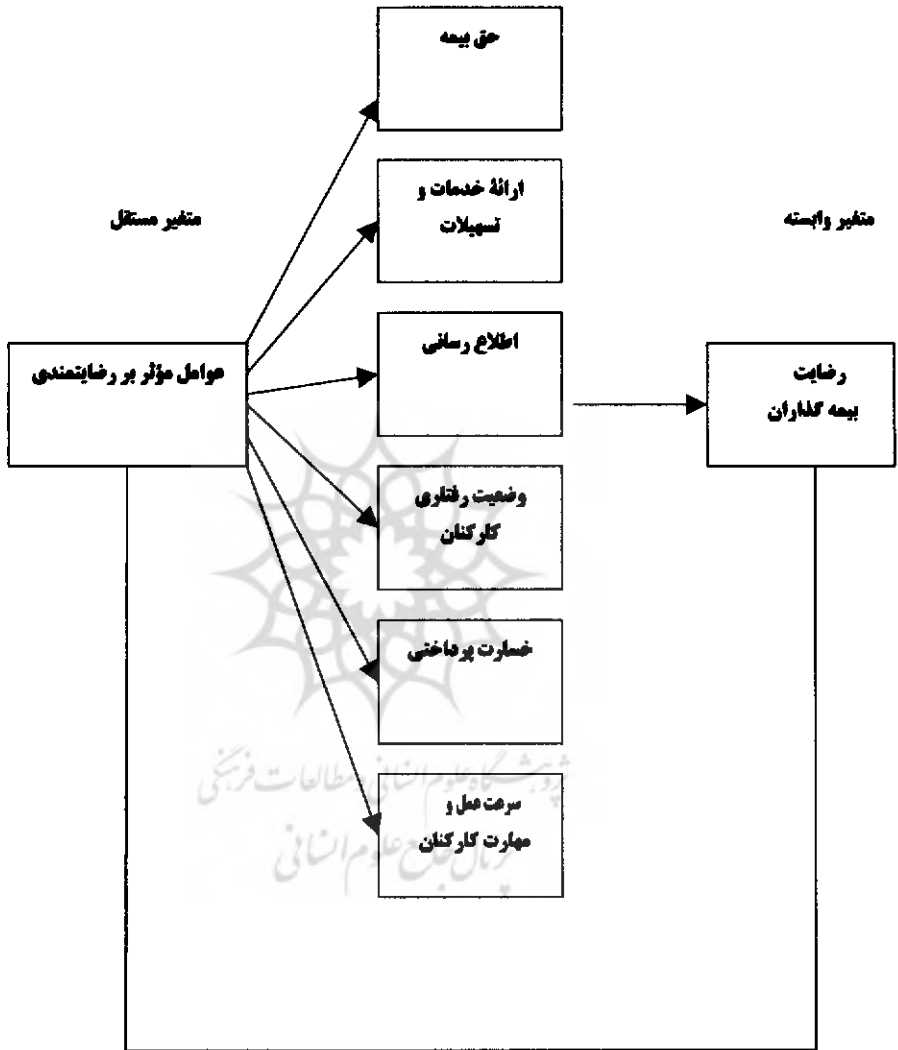 حق بیمه
ارائهٔ خدمات و
تسهیلات
متغیر مستقل
متغیر وابسته
اطلاع رسانی
عوامل مؤثر بر رضایتمندی
رضایت
بیمه گذاران
وضعیت رفتاری
کارکنان
خسارت پرداختی
سرعت عمل و
مهارت کارکنان
پژوهشگاه علوم انسانی و مطالعات فرهنگی
پرتال جامع علوم انسانی